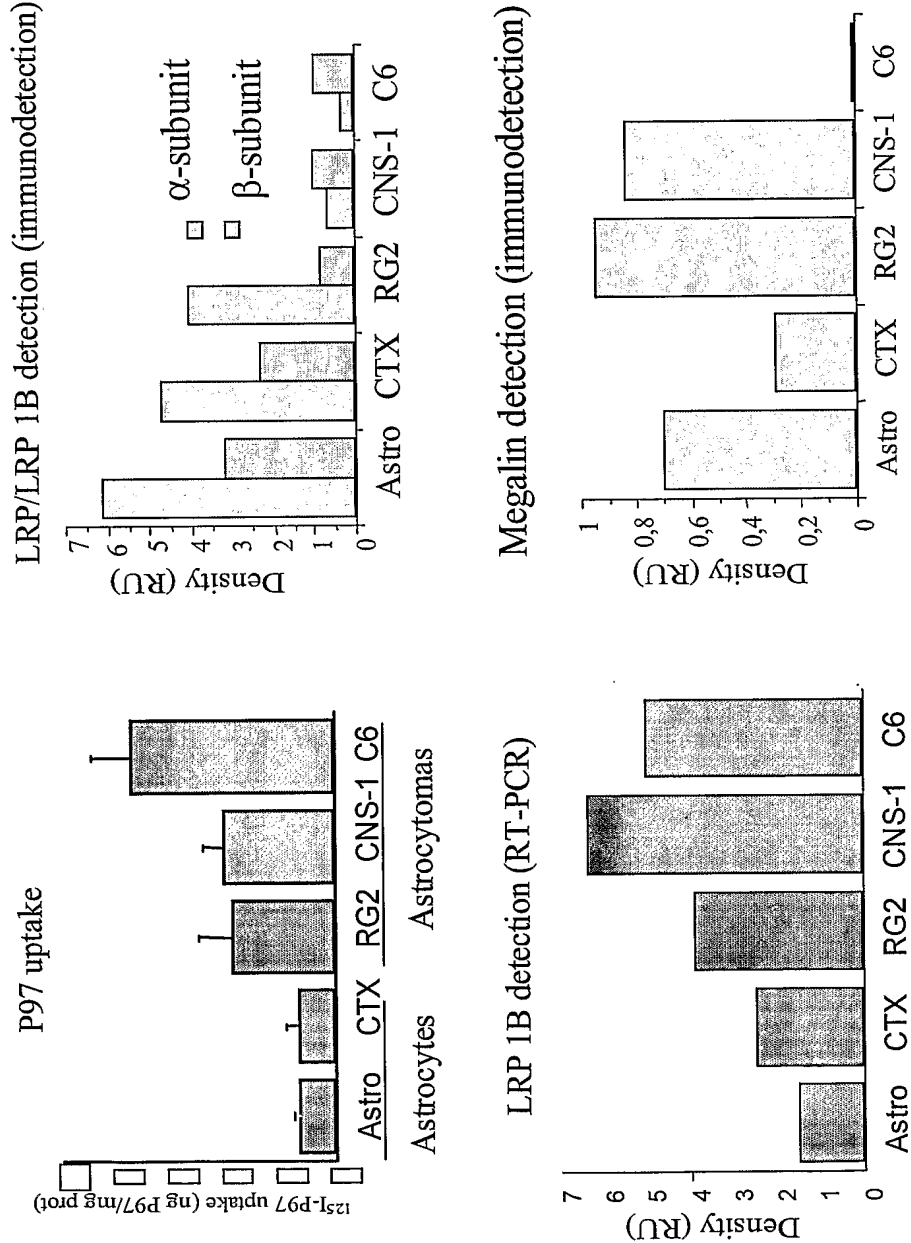 P97 uptake
¹²⁵I-P97 uptake (ng P97/mg prot)
Astro CTX RG2 CNS-1 C6
Astrocytes Astrocytomas
LRP/LRP 1B detection (immunodetection)
Density (RU)
7
6
5
4
3
2
1
0
α-subunit
β-subunit
Astro CTX RG2 CNS-1 C6
LRP 1B detection (RT-PCR)
Density (RU)
7
6
5
4
3
2
1
0
Astro CTX RG2 CNS-1 C6
Megalin detection (immunodetection)
Density (RU)
1
0,8
0,6
0,4
0,2
0
Astro CTX RG2 CNS-1 C6